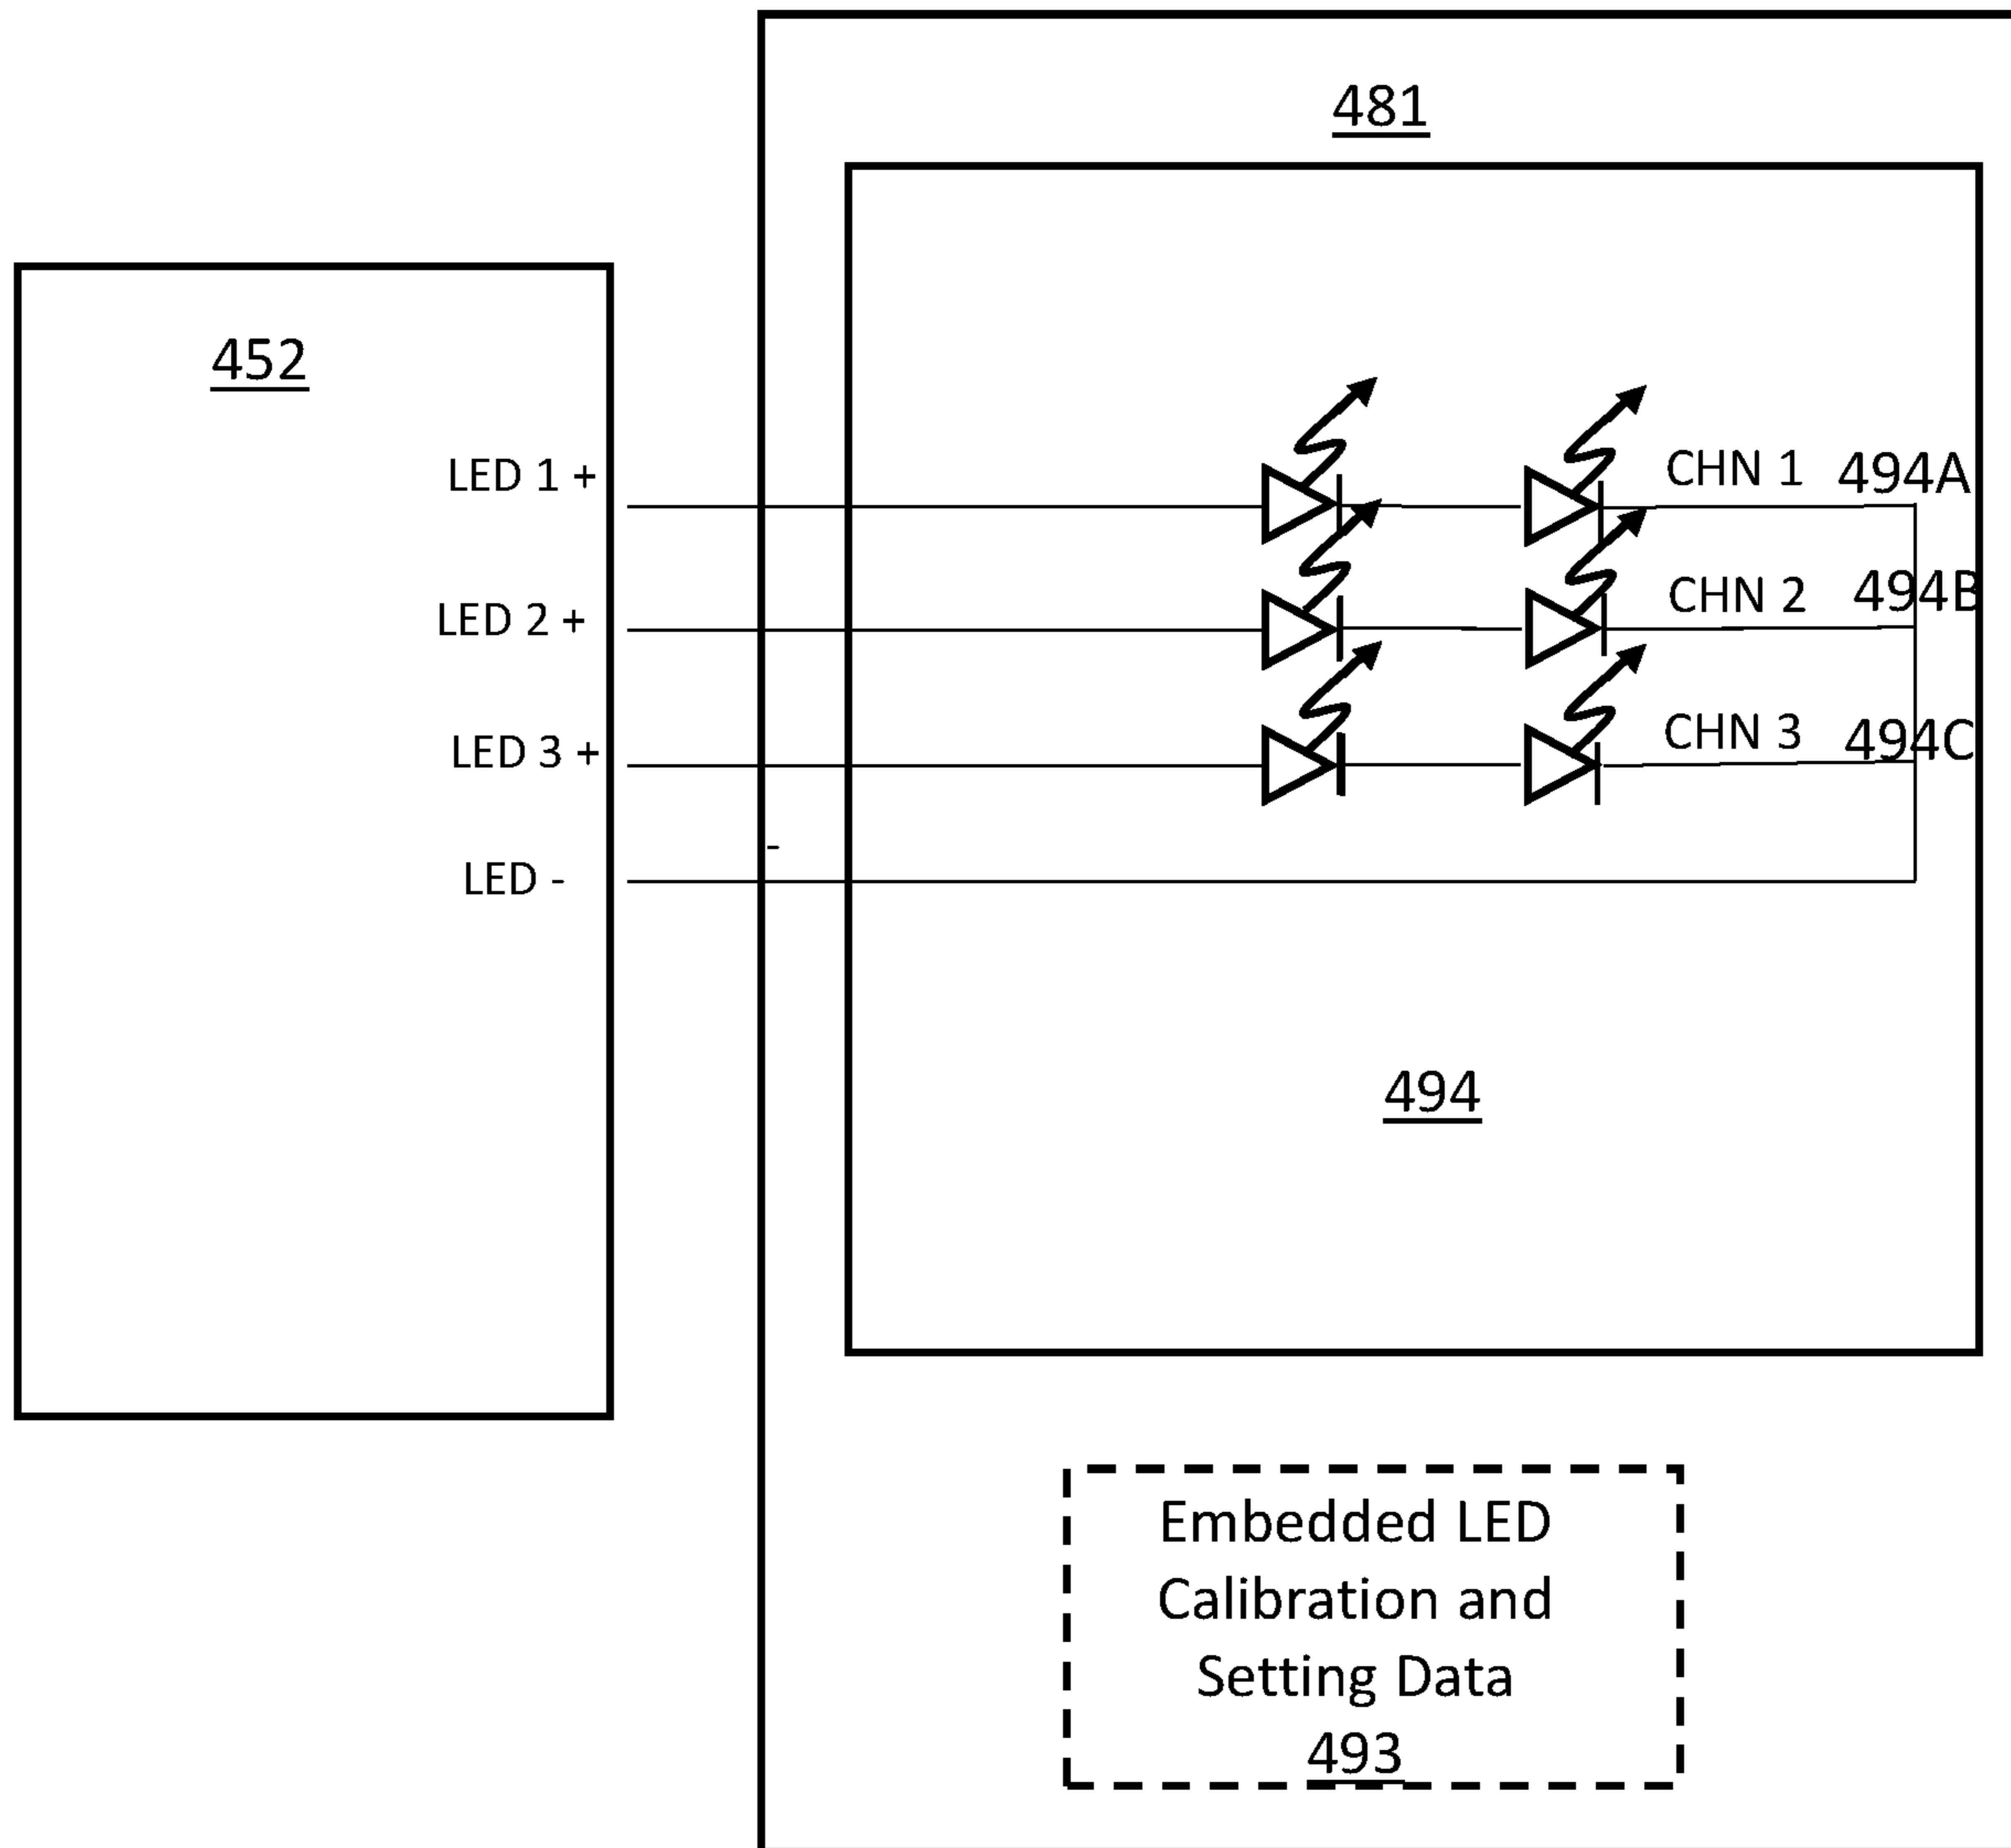 481
452
LED 1 +
CHN 1 494A
LED 2 +
CHN 2 494B
LED 3 +
CHN 3 494C
-
LED -
494
Embedded LED
Calibration and
Setting Data
493